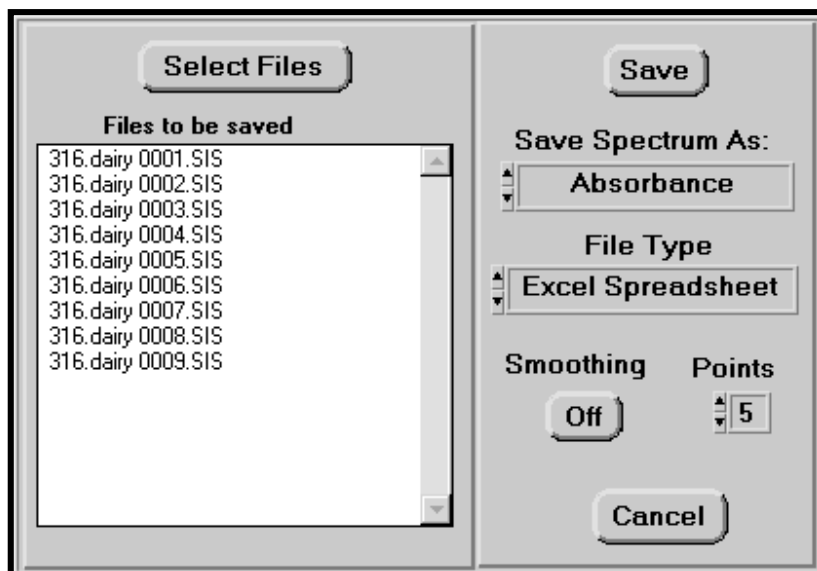 Select Files
Files to be saved
316.dairy 0001.SIS
316.dairy 0002.SIS
316.dairy 0003.SIS
316.dairy 0004.SIS
316.dairy 0005.SIS
316.dairy 0006.SIS
316.dairy 0007.SIS
316.dairy 0008.SIS
316.dairy 0009.SIS
Save
Save Spectrum As:
Absorbance
File Type
Excel Spreadsheet
Smoothing Points
Off 5
Cancel